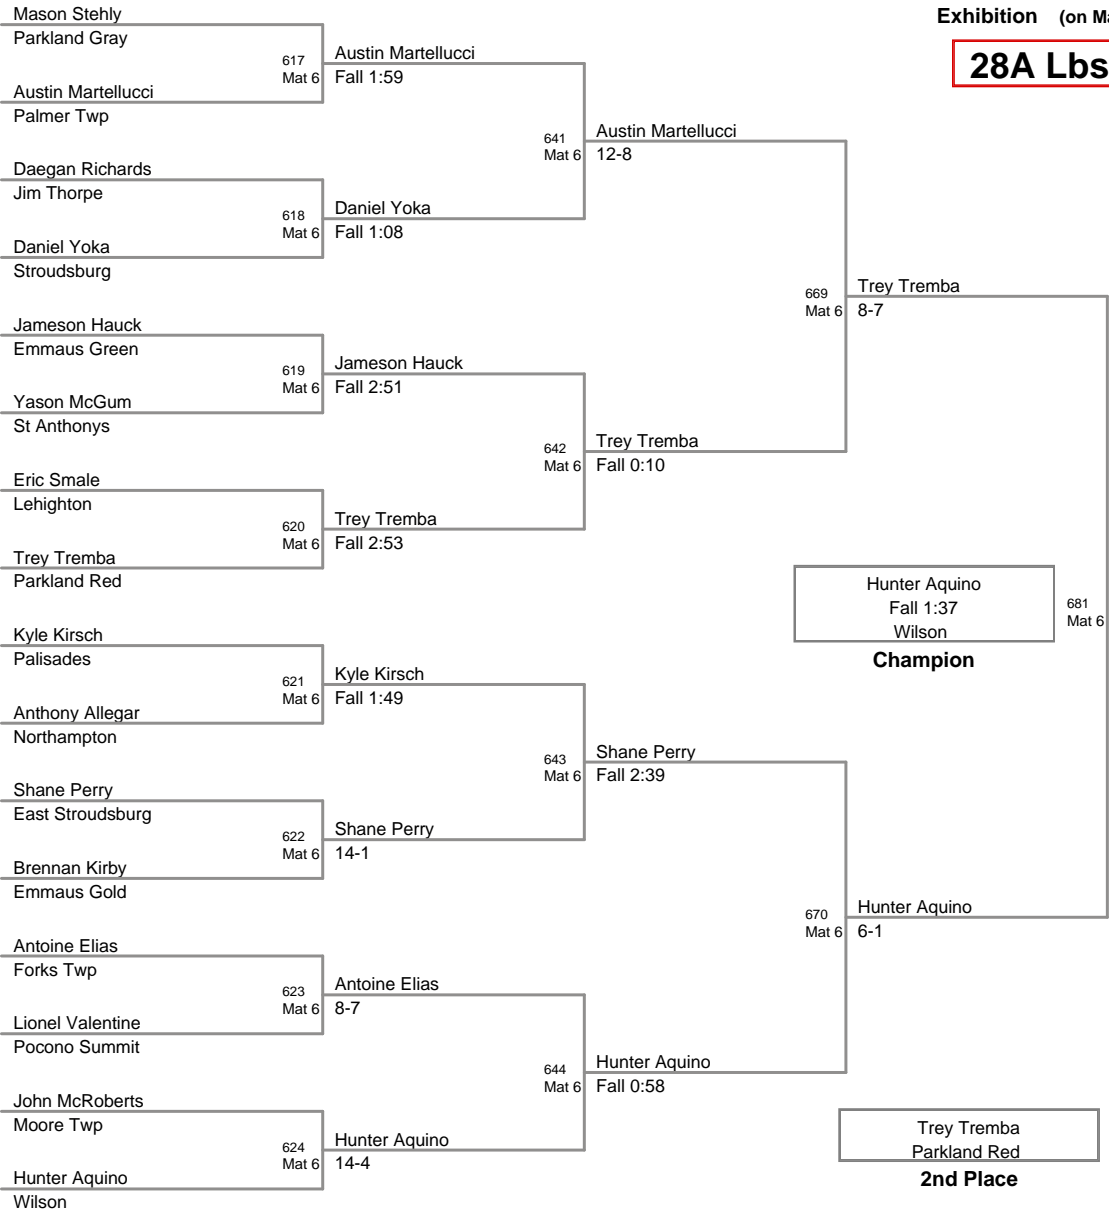 Exhibition (on Ma
28A Lbs
Mason Stehly
Parkland Gray
617
Mat 6
Austin Martellucci
Fall 1:59
Austin Martellucci
Palmer Twp
641
Mat 6
Austin Martellucci
12-8
Daegan Richards
Jim Thorpe
618
Mat 6
Daniel Yoka
Fall 1:08
Daniel Yoka
Stroudsburg
669
Mat 6
Trey Tremba
8-7
Jameson Hauck
Emmaus Green
619
Mat 6
Jameson Hauck
Fall 2:51
Yason McGum
St Anthonys
642
Mat 6
Trey Tremba
Fall 0:10
Eric Smale
Lehighton
620
Mat 6
Trey Tremba
Fall 2:53
Trey Tremba
Parkland Red
Hunter Aquino
Fall 1:37
Wilson
Champion
681
Mat 6
Kyle Kirsch
Palisades
621
Mat 6
Kyle Kirsch
Fall 1:49
Anthony Allegar
Northampton
643
Mat 6
Shane Perry
Fall 2:39
Shane Perry
East Stroudsburg
622
Mat 6
Shane Perry
14-1
Brennan Kirby
Emmaus Gold
670
Mat 6
Hunter Aquino
6-1
Antoine Elias
Forks Twp
623
Mat 6
Antoine Elias
8-7
Lionel Valentine
Pocono Summit
644
Mat 6
Hunter Aquino
Fall 0:58
John McRoberts
Moore Twp
624
Mat 6
Hunter Aquino
14-4
Hunter Aquino
Wilson
Trey Tremba
Parkland Red
2nd Place